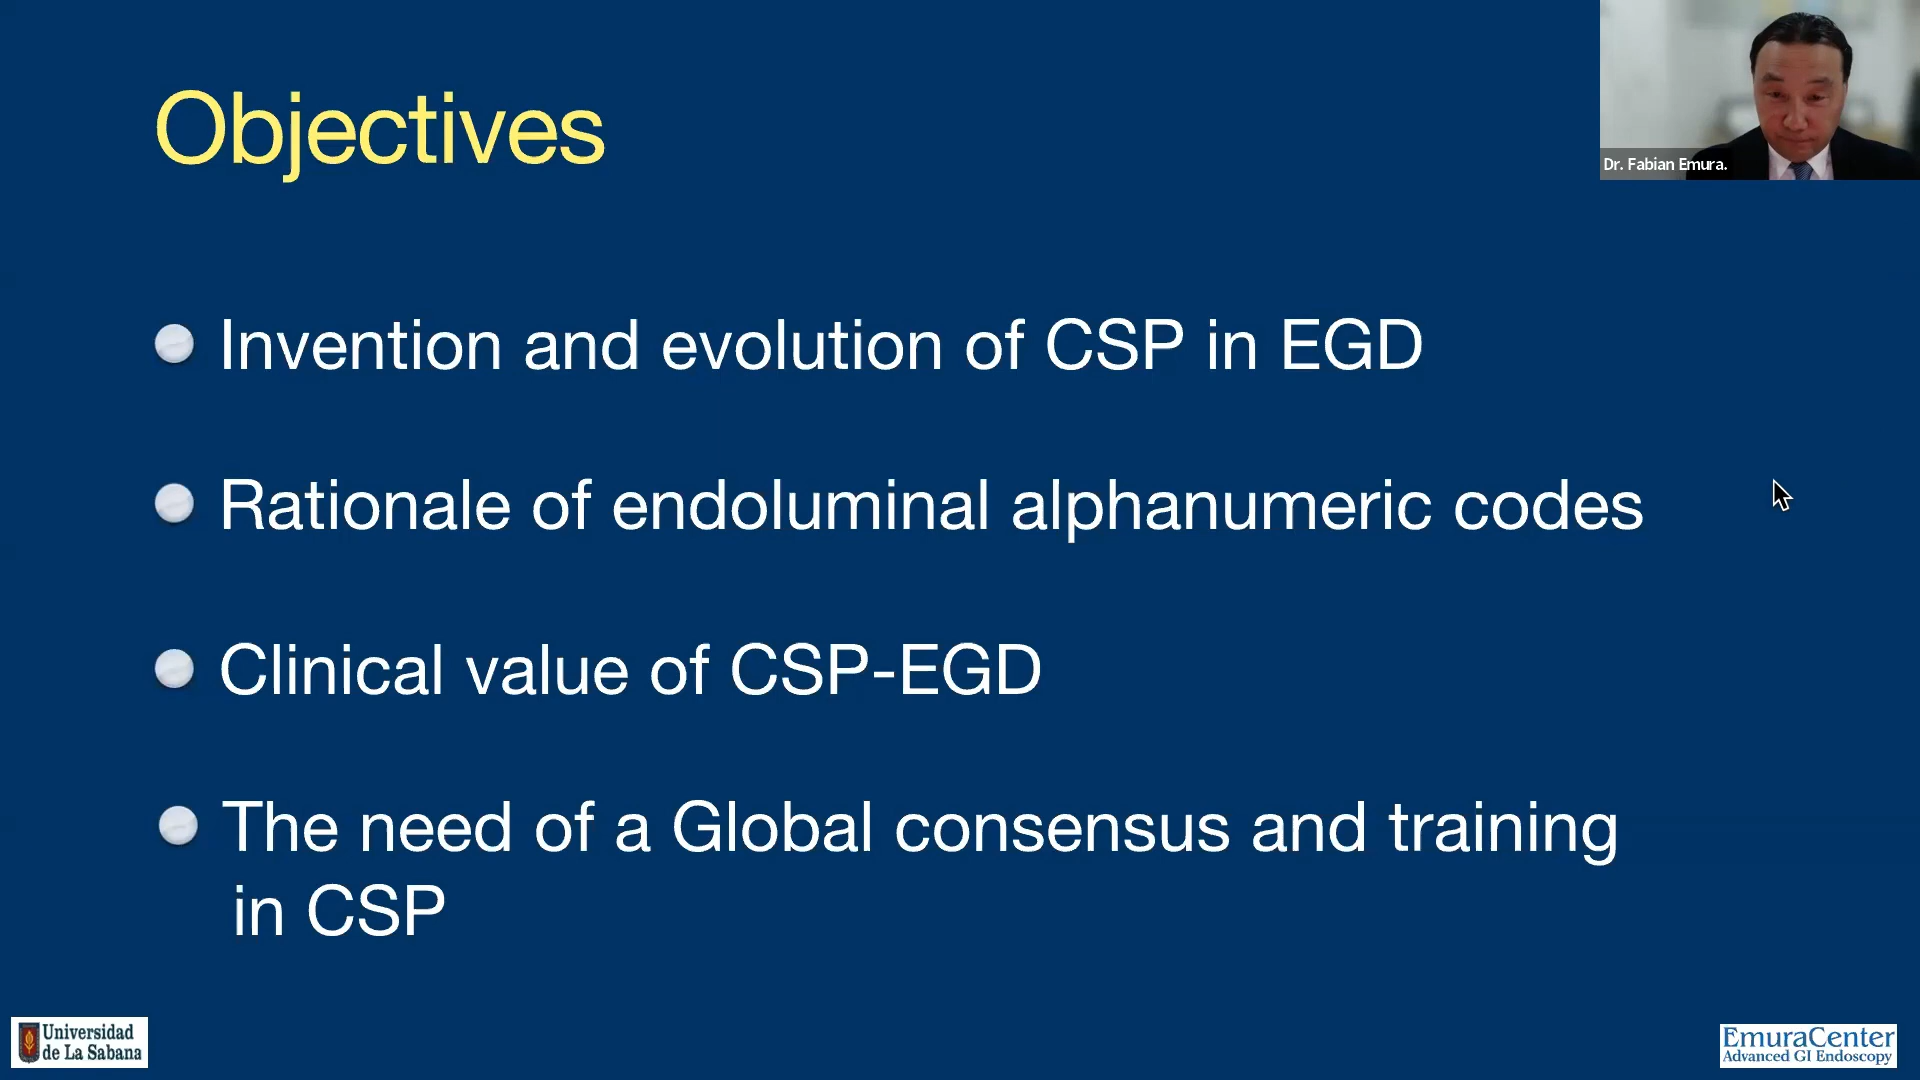 Objectives
Dr. Fabian Emura.
Invention and evolution of CSP in EGD
Rationale of endoluminal alphanumeric codes
Clinical value of CSP-EGD
The need of a Global consensus and training
in CSP
Universidad
de La Sabana
EmuraCenter
Advanced GI Endoscopy